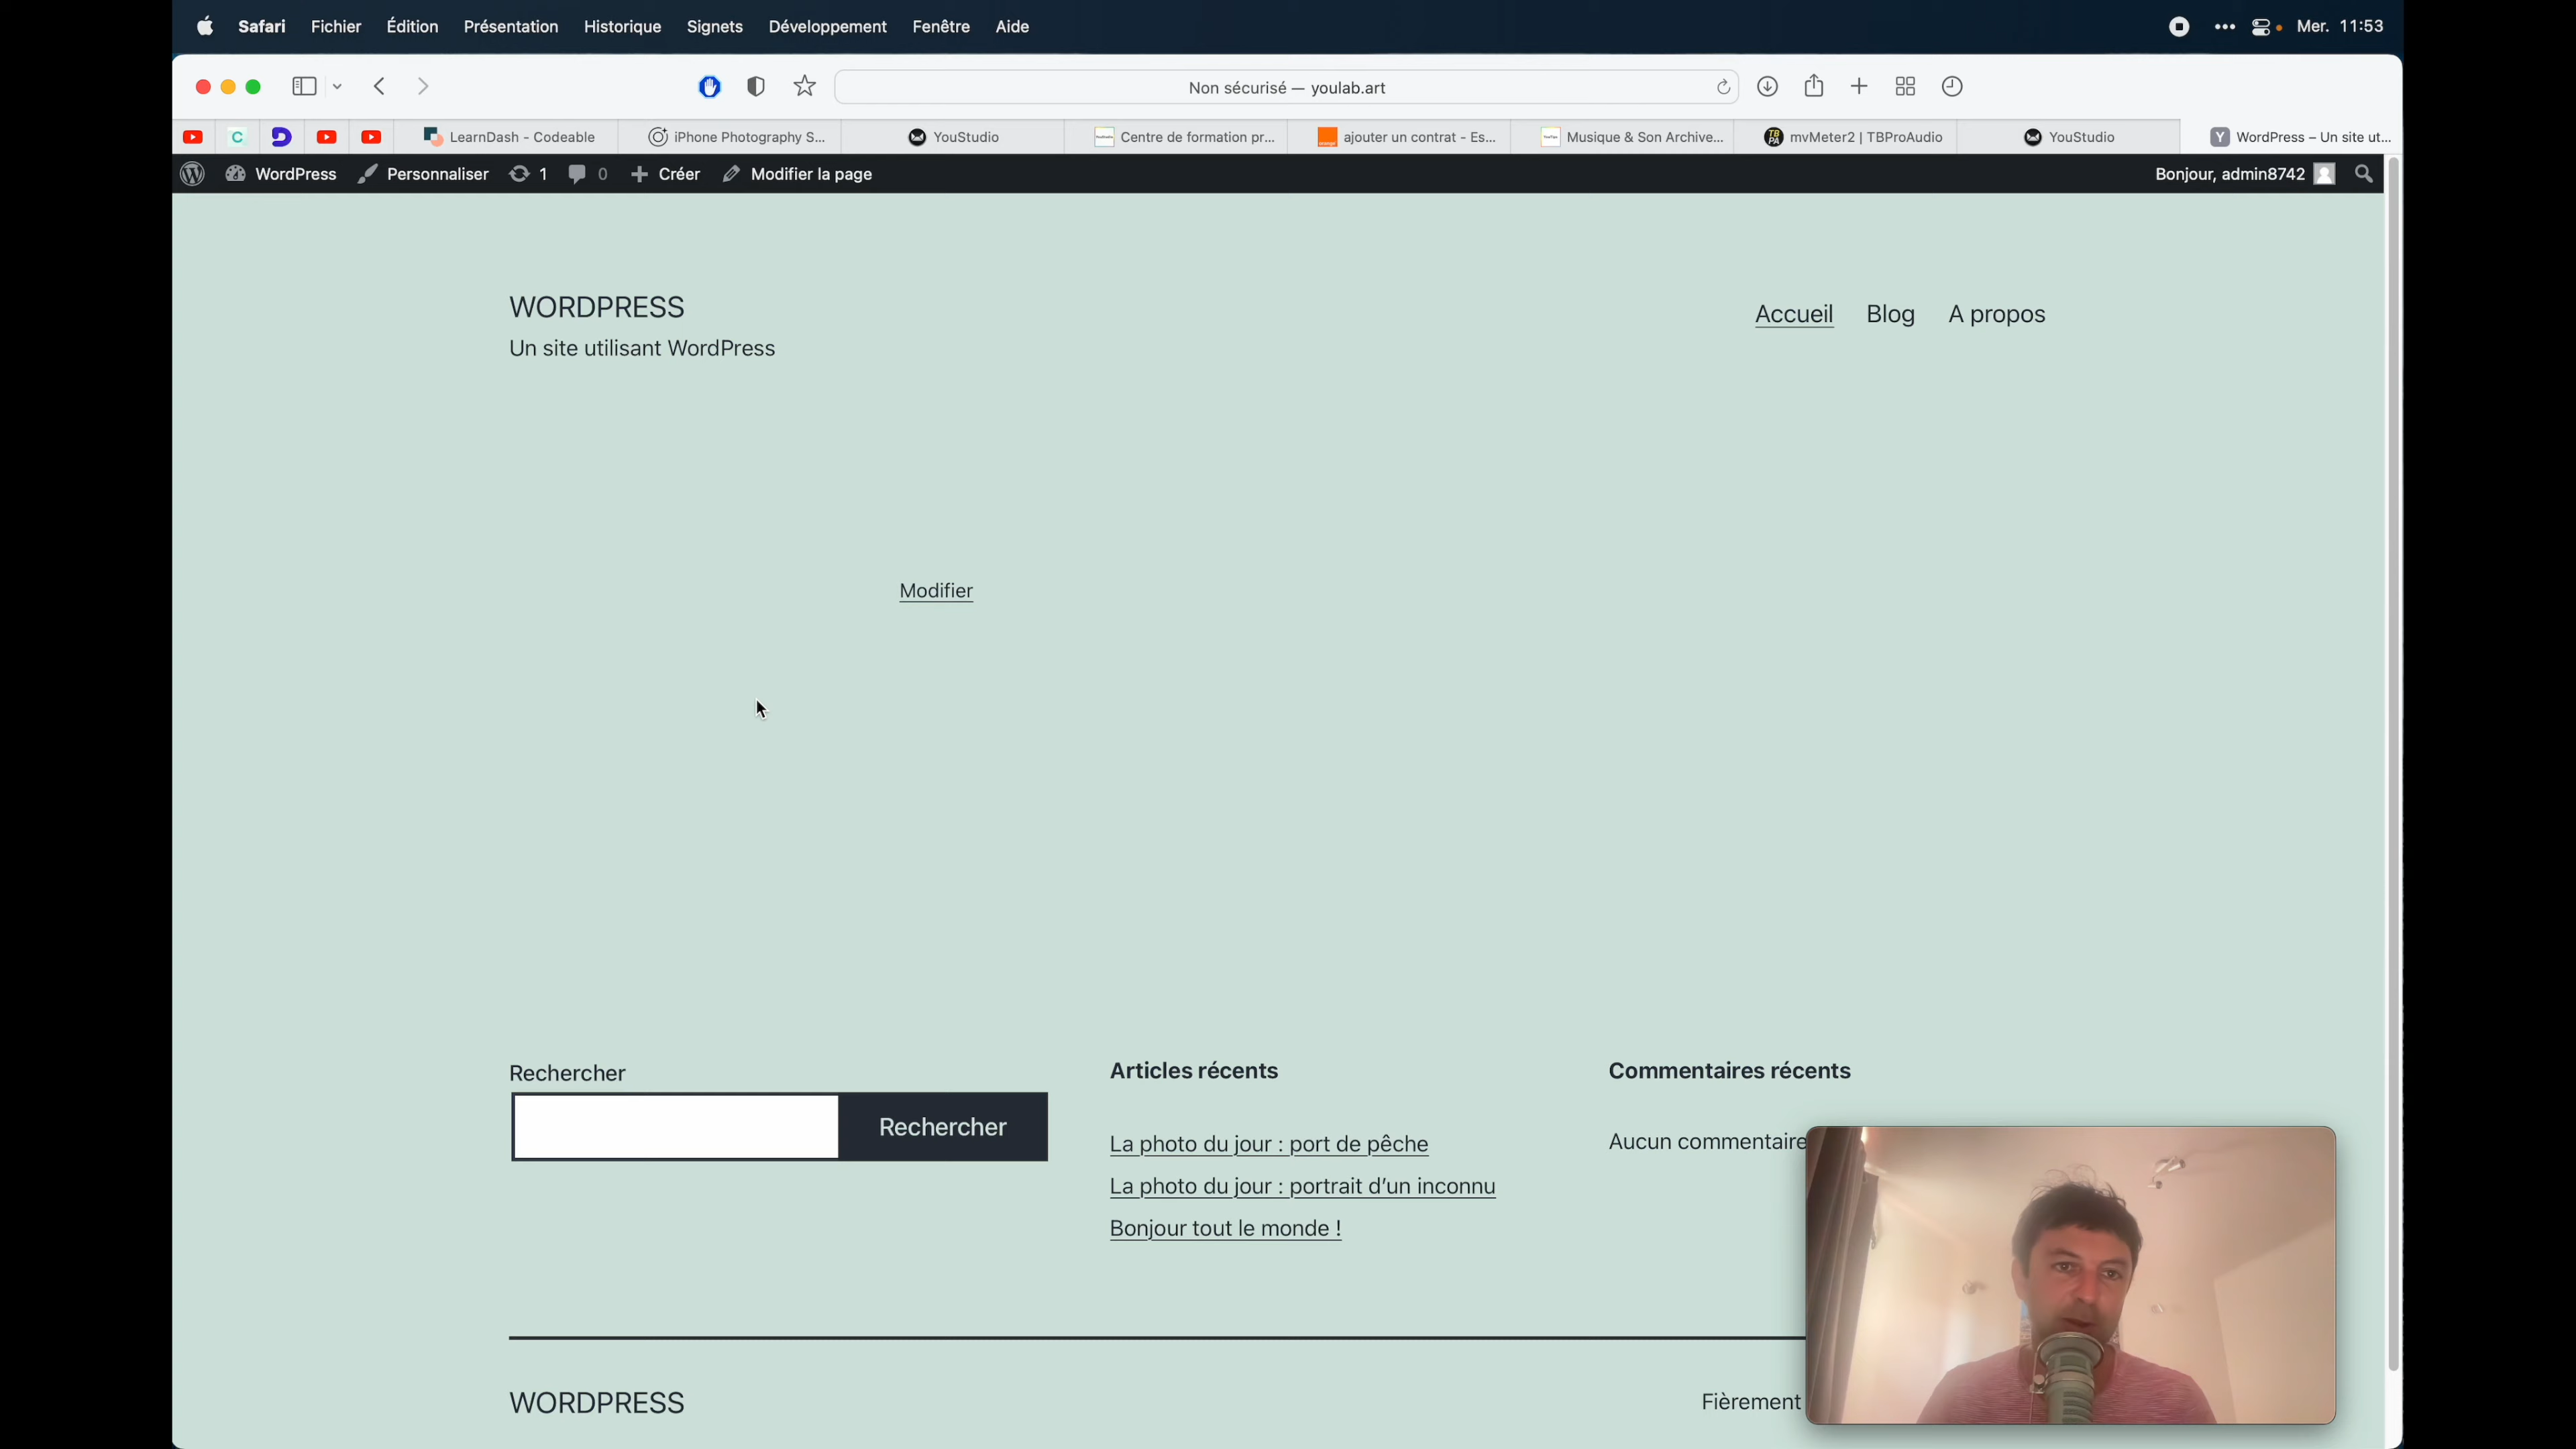 Safari Fichier Édition Présentation Historique Signets Développement Fenêtre Aide Mer. 11:53
Non sécurisé — youlab.art
C LearnDash - Codeable iPhone Photography S... YouStudio Centre de formation pr... ajouter un contrat - Es... Musique & Son Archive... TB PA mvMeter2 | TBProAudio YouStudio Y WordPress – Un site ut...
WordPress Personnaliser 1 0 Créer Modifier la page Bonjour, admin8742
WORDPRESS
Un site utilisant WordPress
Accueil Blog A propos
Modifier
Rechercher
Rechercher
Articles récents
La photo du jour : port de pêche
La photo du jour : portrait d'un inconnu
Bonjour tout le monde !
Commentaires récents
Aucun commentaire
WORDPRESS
Fièrement